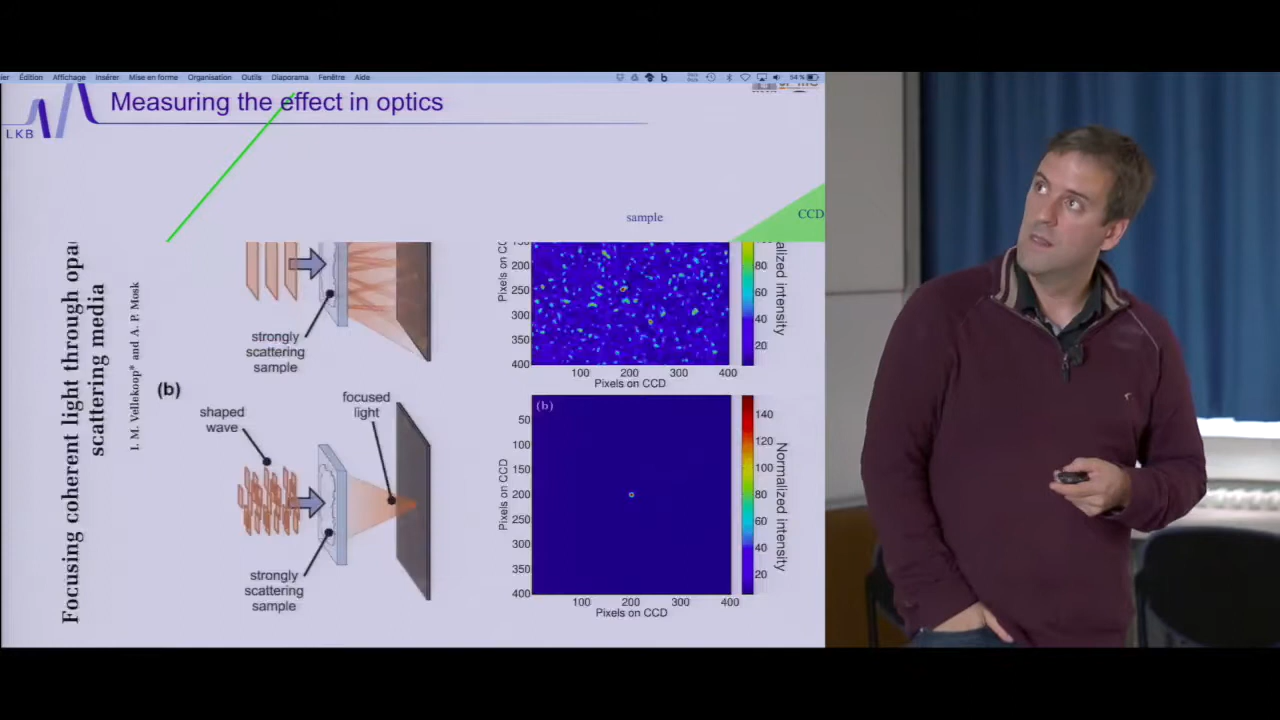 Édition Affichage Insérer Mise en forme Organisation Outils Diaporama Fenêtre Aide
54 %
LKB
Measuring the effect in optics
sample
CCD
Focusing coherent light through
scattering media
I. M. Vellekoop* and A. P. Mosk
strongly
scattering
sample
200
250
300
350
400
100
200
300
400
Pixels on CCD
Pixels on
80
60
40
20
intensity
(b)
shaped
wave
focused
light
strongly
scattering
sample
(b)
50
100
150
200
250
300
350
400
100
200
300
400
Pixels on CCD
Pixels on CCD
140
120
100
80
60
40
20
Normalized intensity